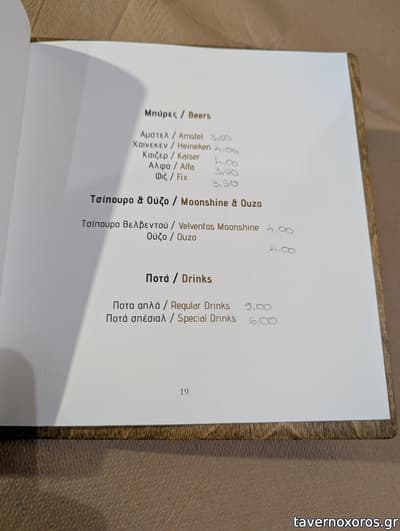 Μπύρες / Beers
Αμστελ / Amstel 3,00
Χαινεκεν / Heineken 4,00
Καιζερ / Kaiser 4,00
Αλφα / Alfa 3,50
Φιξ / Fix 3,50
Τσίπουρο & Ούζο / Moonshine & Ouzo
Τσίπουρο Βελβεντού / Velventos Moonshine 4,00
Ούζο / Ouzo 4,00
Ποτά / Drinks
Ποτα απλά / Regular Drinks 5,00
Ποτά σπέσιαλ / Special Drinks 6,00
19
tavernoxoros.gr